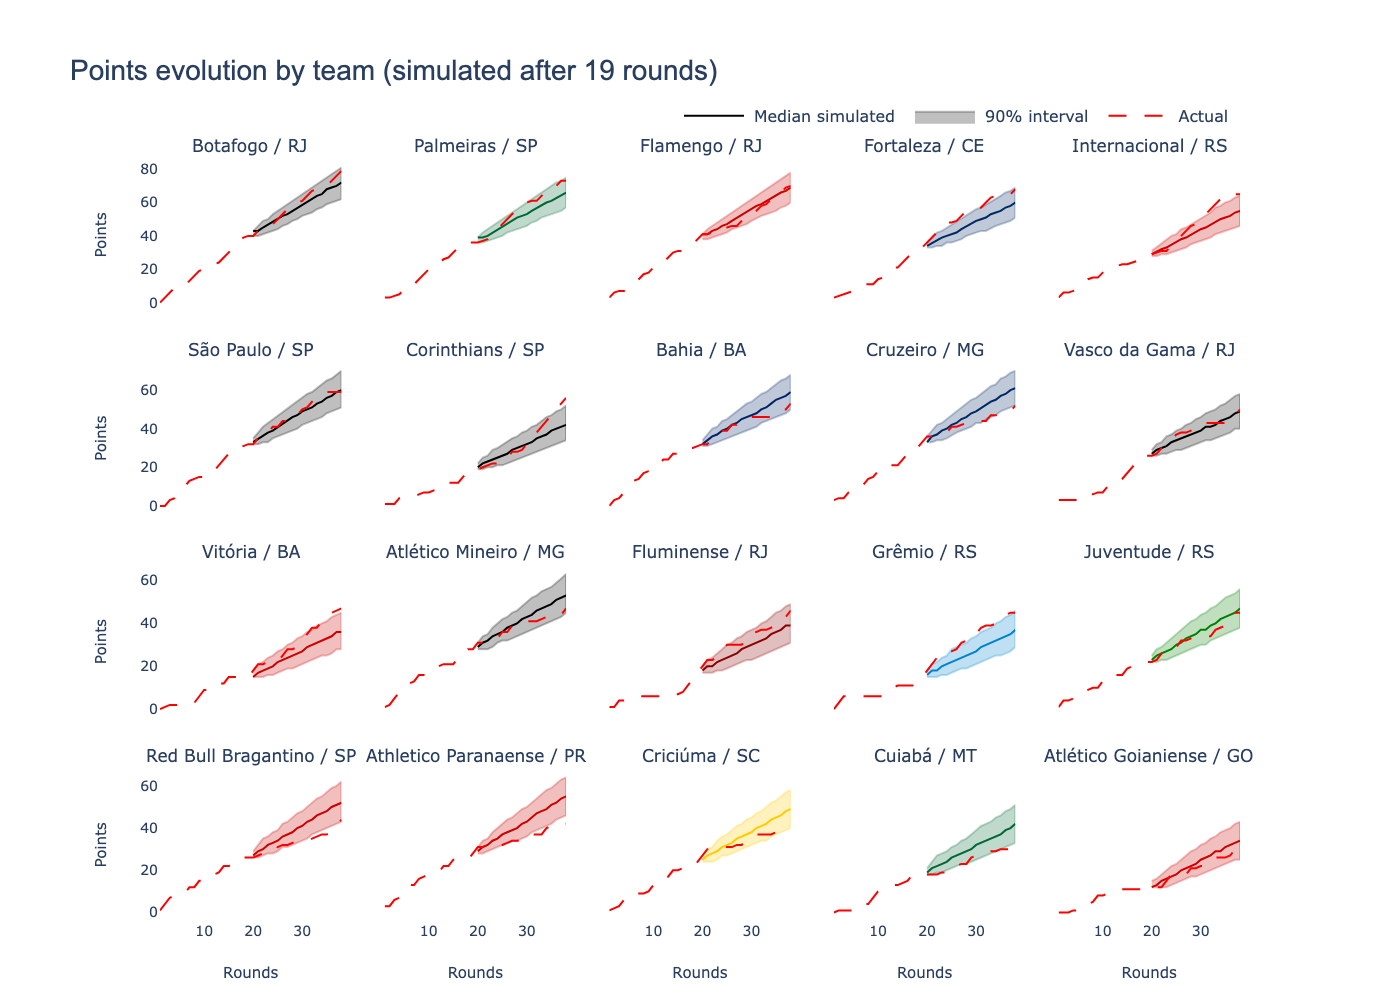 Points evolution by team (simulated after 19 rounds)
Median simulated 90% interval Actual
Botafogo / RJ Palmeiras / SP Flamengo / RJ Fortaleza / CE Internacional / RS
80
60
40
20
0
Points
São Paulo / SP Corinthians / SP Bahia / BA Cruzeiro / MG Vasco da Gama / RJ
60
40
20
0
Points
Vitória / BA Atlético Mineiro / MG Fluminense / RJ Grêmio / RS Juventude / RS
60
40
20
0
Points
Red Bull Bragantino / SP Athletico Paranaense / PR Criciúma / SC Cuiabá / MT Atlético Goianiense / GO
60
40
20
0
Points
10 20 30 10 20 30 10 20 30 10 20 30 10 20 30
Rounds Rounds Rounds Rounds Rounds